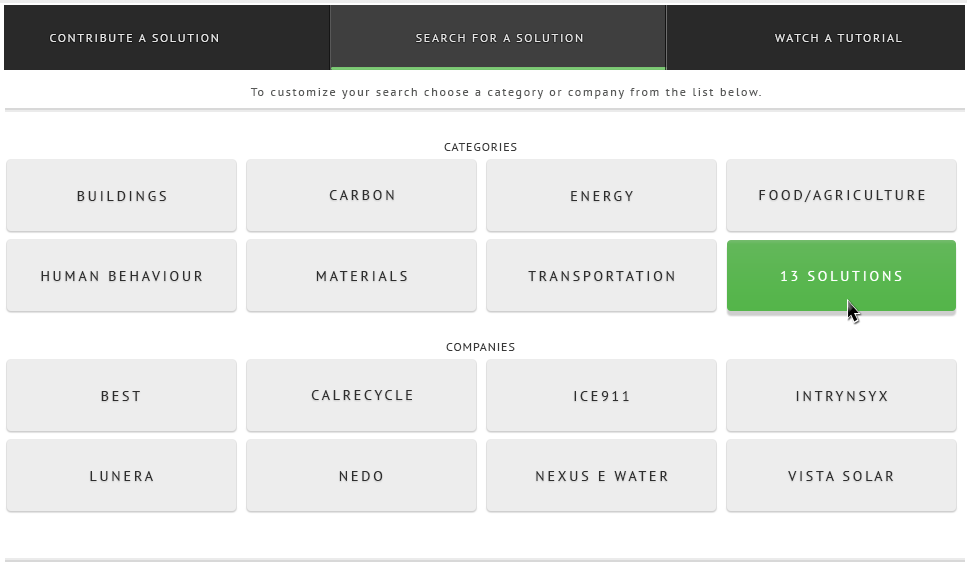 CONTRIBUTE A SOLUTION SEARCH FOR A SOLUTION WATCH A TUTORIAL
To customize your search choose a category or company from the list below.
CATEGORIES
BUILDINGS CARBON ENERGY FOOD/AGRICULTURE
HUMAN BEHAVIOUR MATERIALS TRANSPORTATION 13 SOLUTIONS
COMPANIES
BEST CALRECYCLE ICE911 INTRYNSYX
LUNERA NEDO NEXUS E WATER VISTA SOLAR